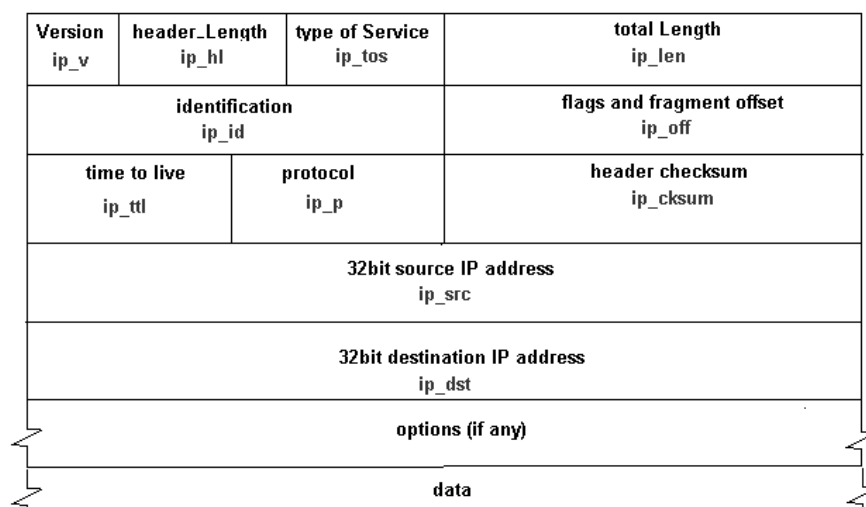 Version header_Length type of Service total Length
ip_v ip_hl ip_tos ip_len
identification flags and fragment offset
ip_id ip_off
time to live protocol header checksum
ip_ttl ip_p ip_cksum
32bit source IP address
ip_src
32bit destination IP address
ip_dst
options (if any)
data